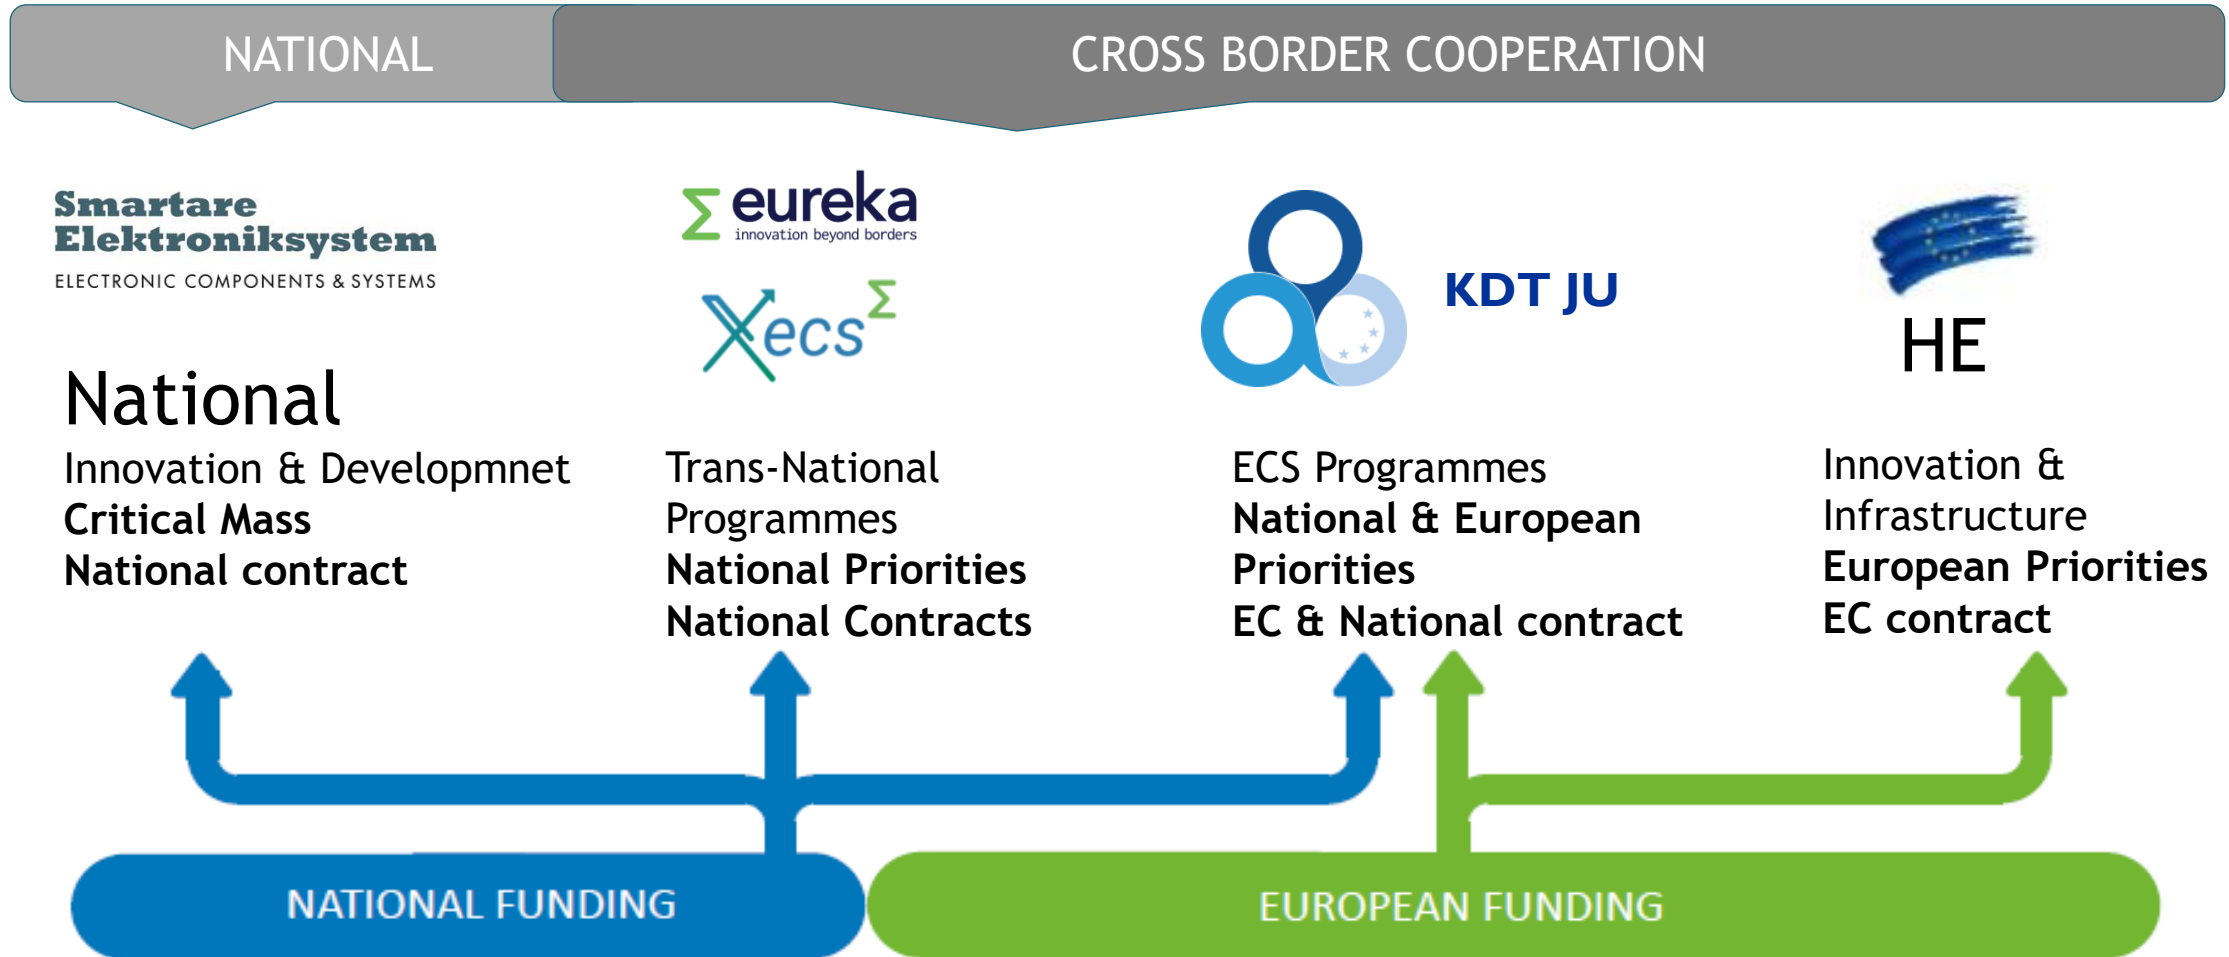 NATIONAL
CROSS BORDER COOPERATION
Smartare
Elektroniksystem
ELECTRONIC COMPONENTS & SYSTEMS
National
Innovation & Developmnet
Critical Mass
National contract
eureka
innovation beyond borders
Xecs
Trans-National
Programmes
National Priorities
National Contracts
KDT JU
ECS Programmes
National & European
Priorities
EC & National contract
HE
Innovation &
Infrastructure
European Priorities
EC contract
NATIONAL FUNDING
EUROPEAN FUNDING